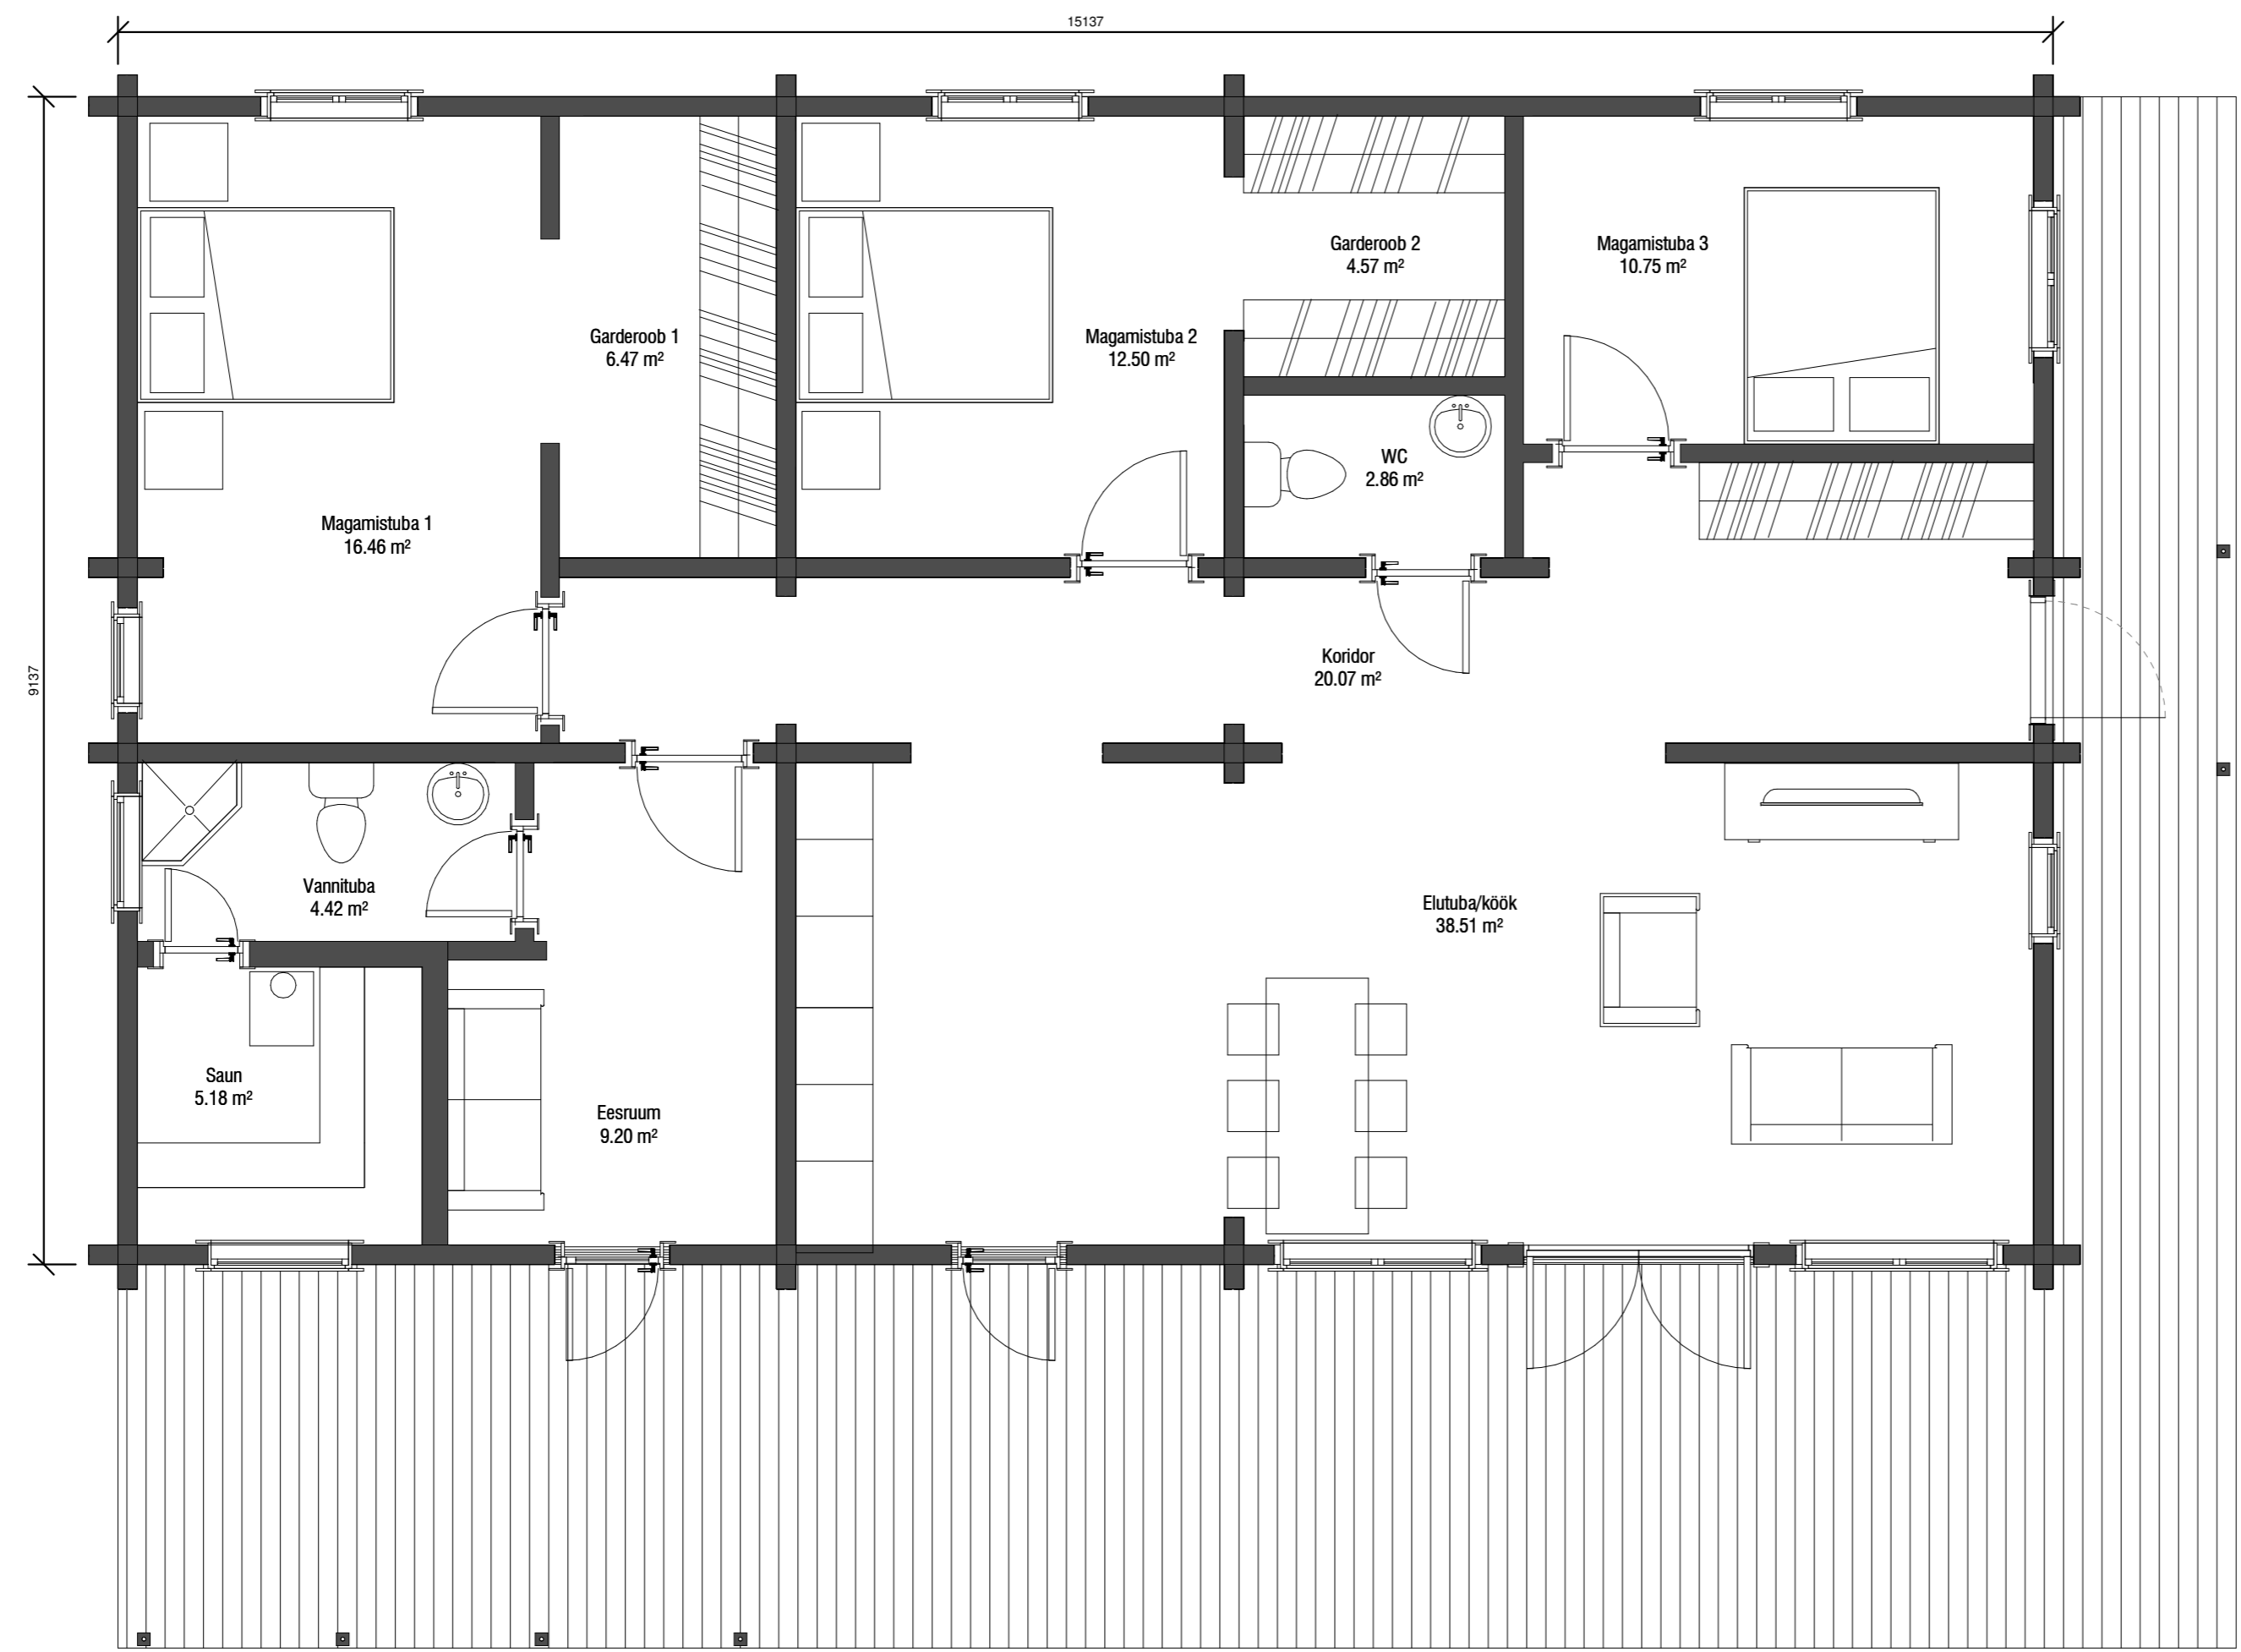 15137
9137
Garderoob 1
6.47 m²
Magamistuba 2
12.50 m²
Garderoob 2
4.57 m²
Magamistuba 3
10.75 m²
WC
2.86 m²
Magamistuba 1
16.46 m²
Koridor
20.07 m²
Vannituba
4.42 m²
Elutuba/köök
38.51 m²
Saun
5.18 m²
Eesruum
9.20 m²